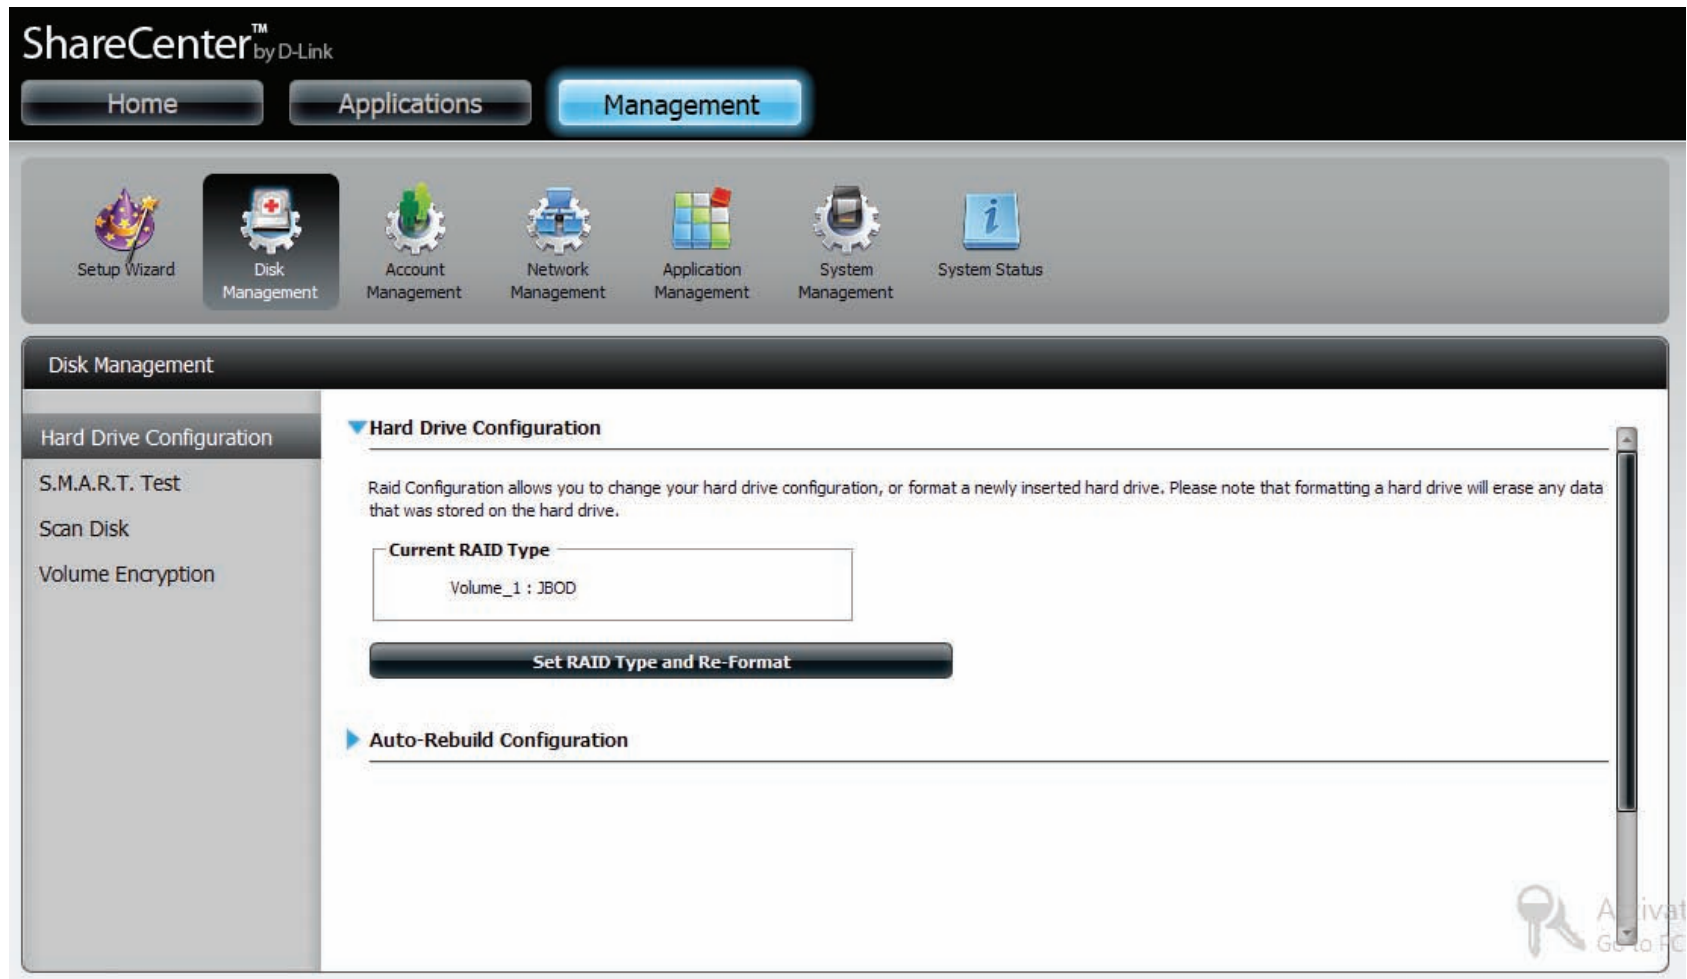 ShareCenter™ by D-Link
Home
Applications
Management
Setup Wizard
Disk
Management
Account
Management
Network
Management
Application
Management
System
Management
System Status
Disk Management
Hard Drive Configuration
S.M.A.R.T. Test
Scan Disk
Volume Encryption
Hard Drive Configuration
Raid Configuration allows you to change your hard drive configuration, or format a newly inserted hard drive. Please note that formatting a hard drive will erase any data
that was stored on the hard drive.
Current RAID Type
Volume_1 : JBOD
Set RAID Type and Re-Format
Auto-Rebuild Configuration
Go to PC